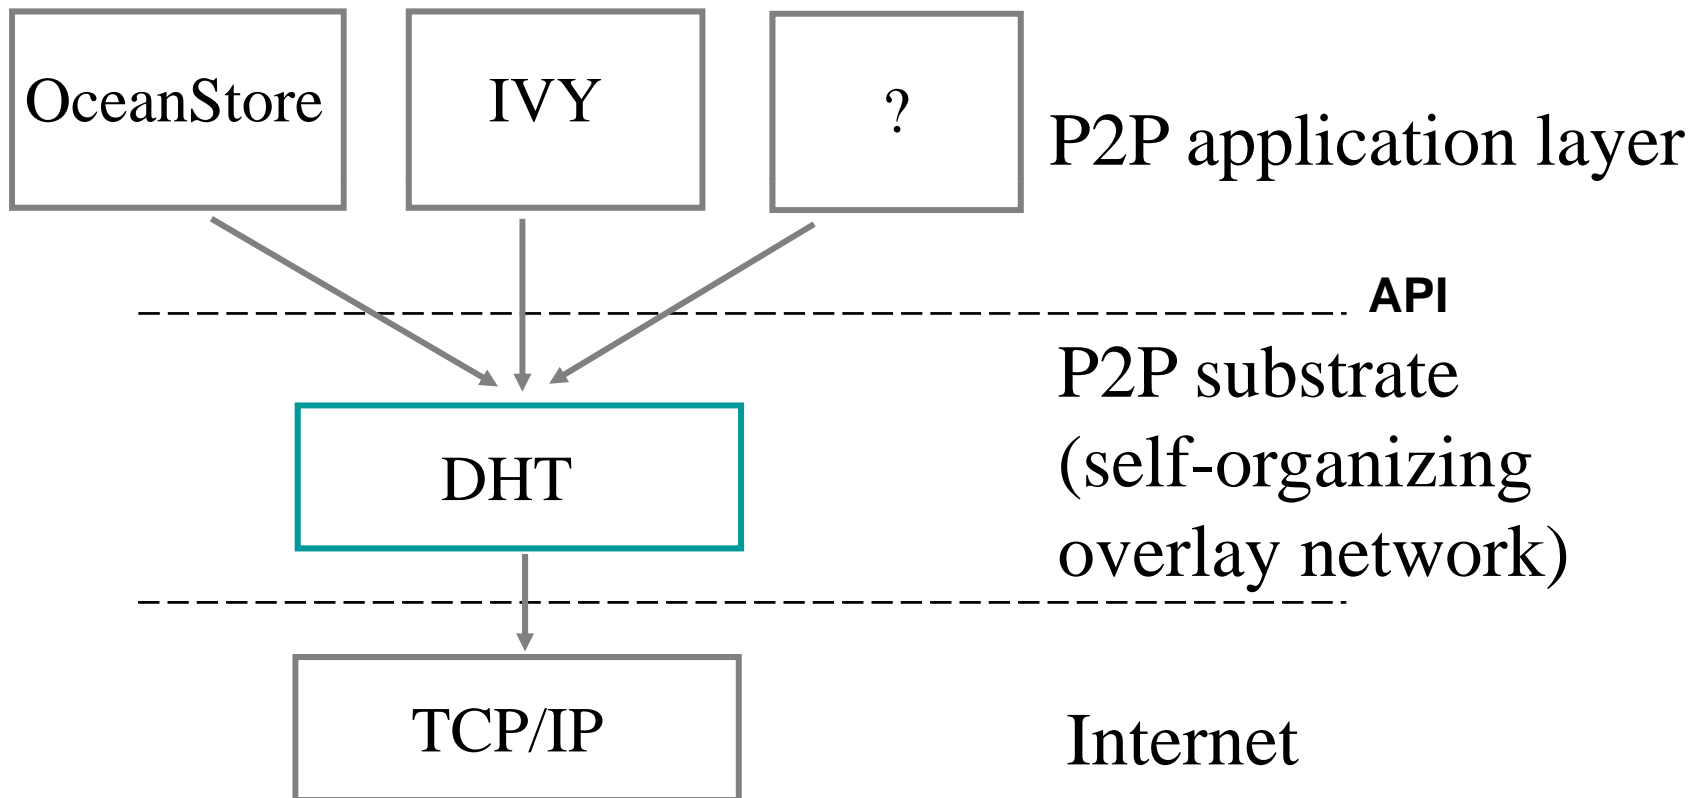 OceanStore
IVY
?
P2P application layer
API
P2P substrate
(self-organizing
overlay network)
DHT
TCP/IP
Internet